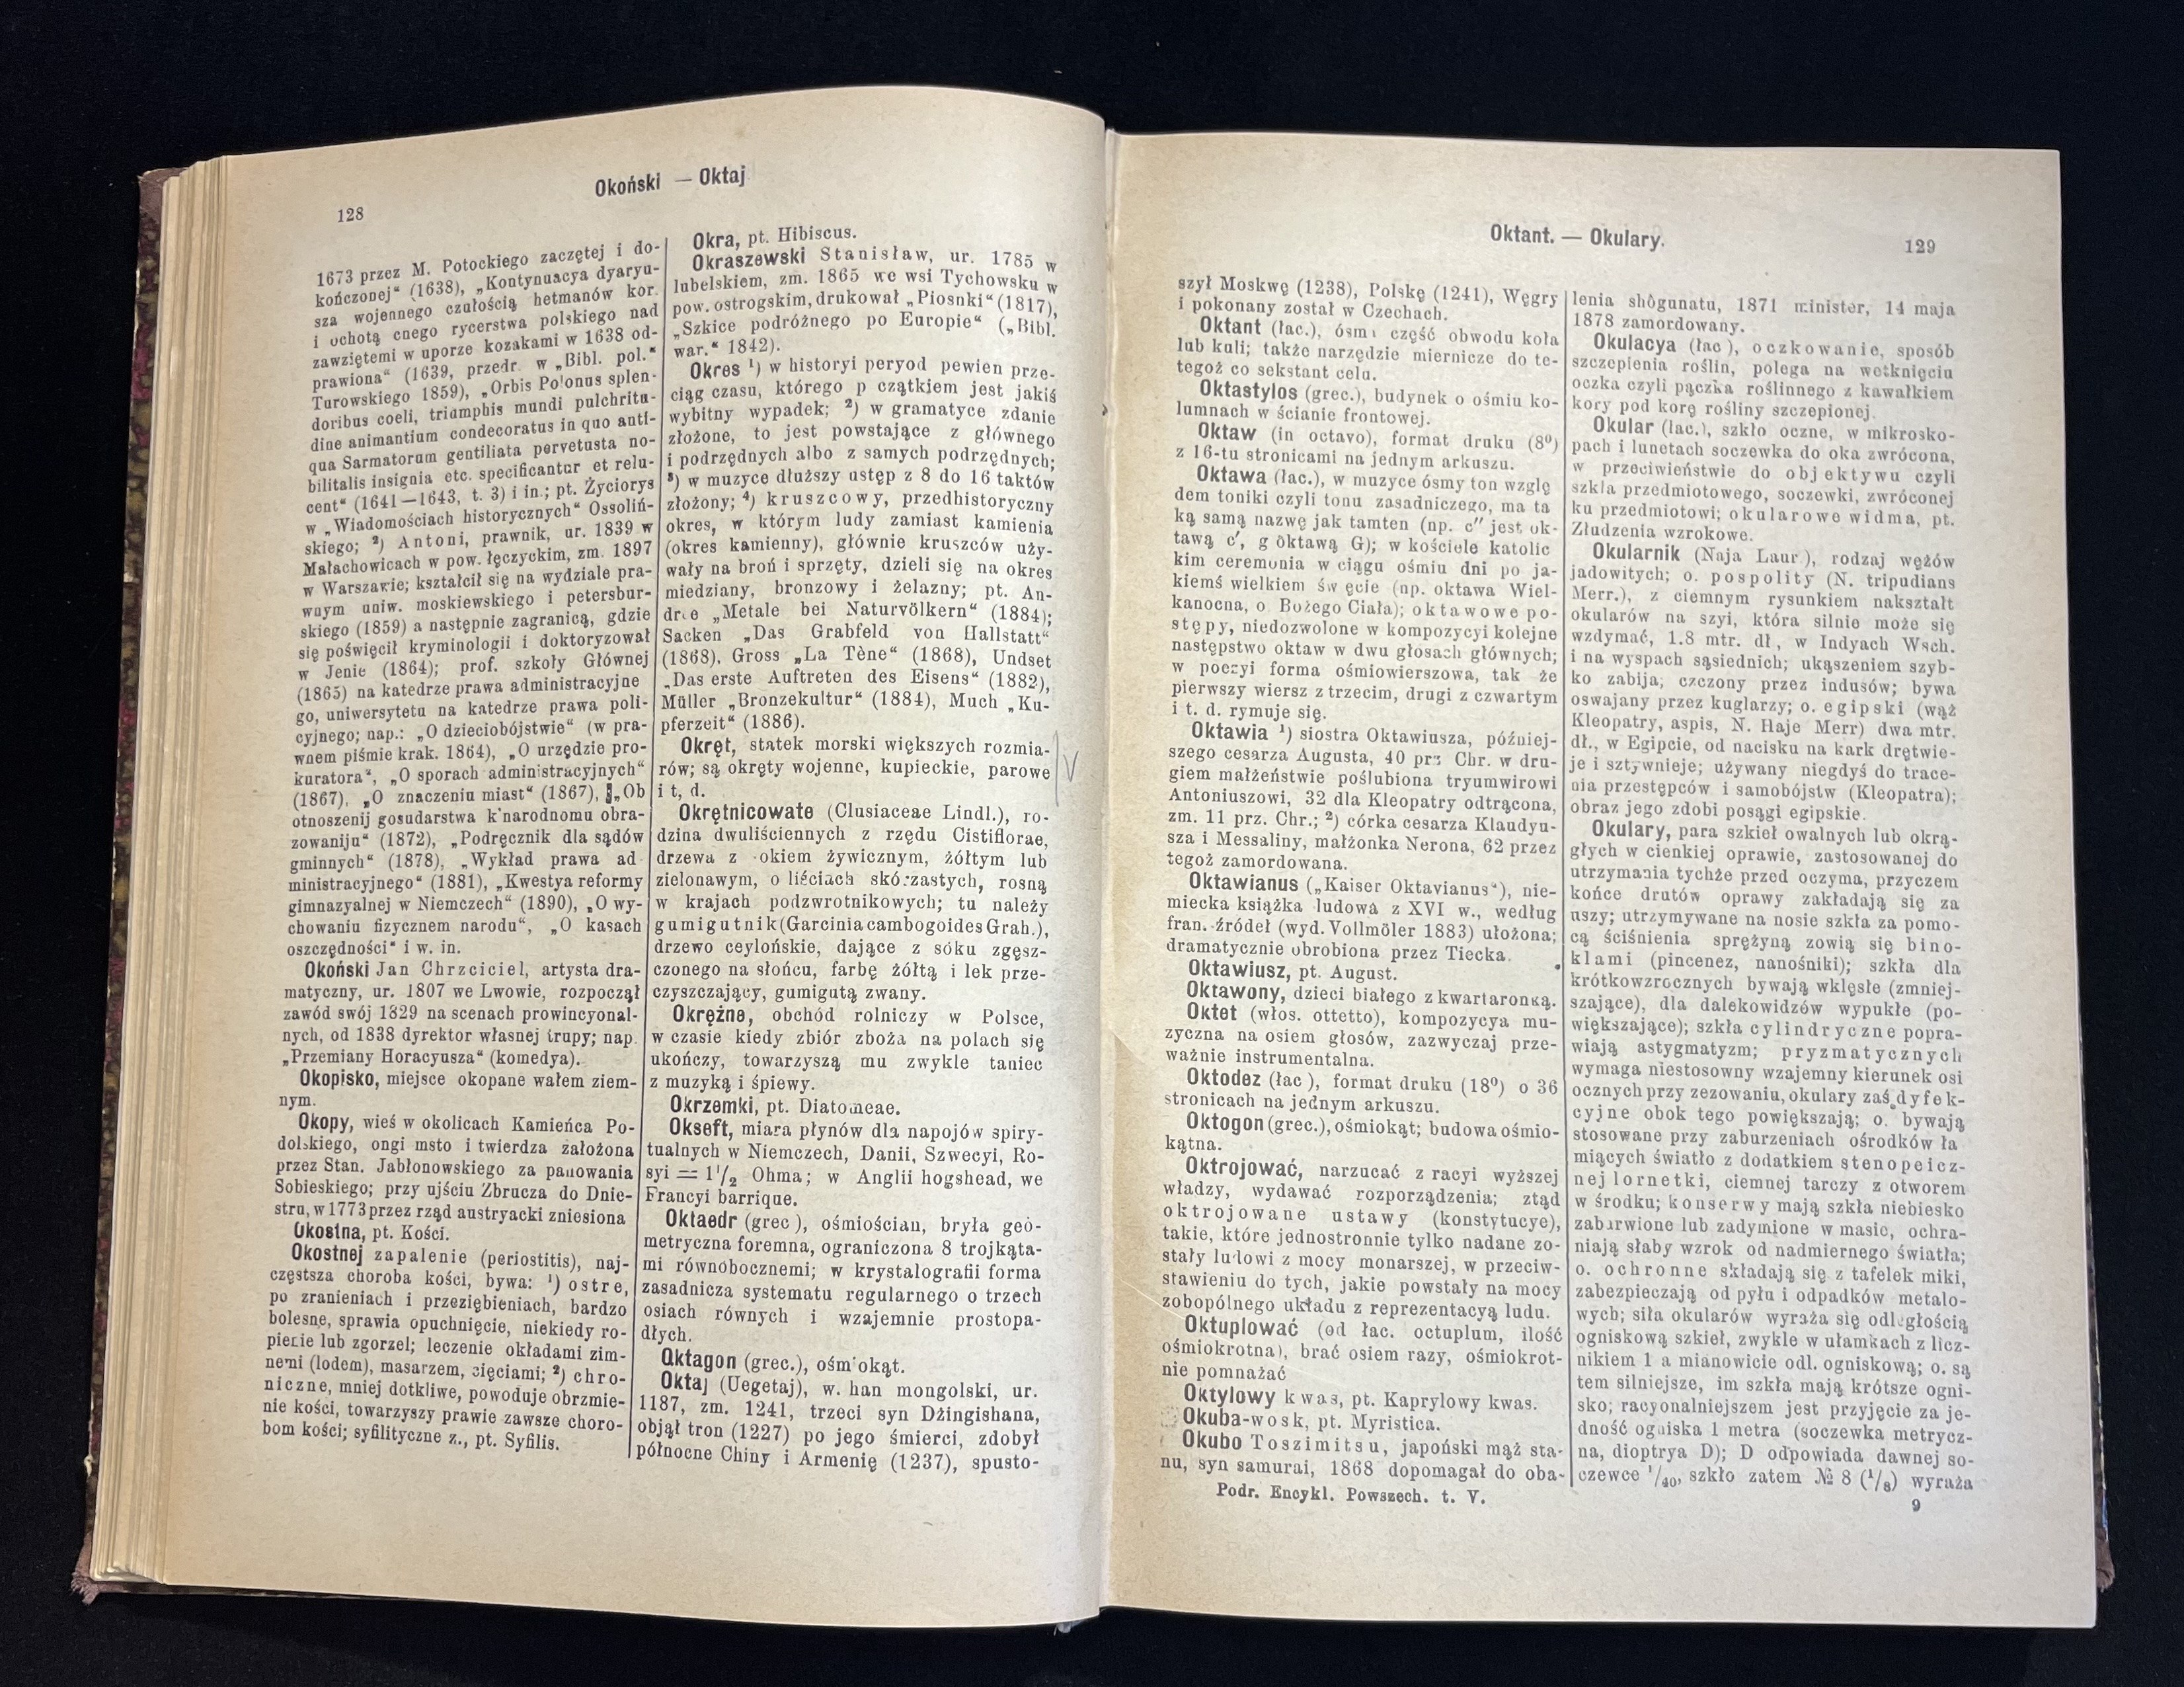 Okoński — Oktaj
128
1673 przez M. Potockiego zaczętej i do-
kończonej“ (1638), „Kontynuacya dyaryu-
sza wojennego czułością hetmanów kor.
i ochotą cnego rycerstwa polskiego nad
zawziętemi w uporze kozakami w 1638 od-
prawiona“ (1639, przedr. w „Bibl. pol.“
Turowskiego 1859), „Orbis Polonus splen-
doribus coeli, triumphis mundi pulchritu-
dine animantium condecoratus in quo anti-
qua Sarmatorum gentiliata pervetusta no-
bilitalis insignia etc. specificantur et relu-
cent“ (1641—1643, t. 3) i in.; pt. Życiorys
w „Wiadomościach historycznych“ Ossoliń-
skiego; ²) Antoni, prawnik, ur. 1839 w
Małachowicach w pow. łęczyckim, zm. 1897
w Warszawie; kształcił się na wydziale pra-
wnym uniw. moskiewskiego i petersbur-
skiego (1859) a następnie zagranicą, gdzie
się poświęcił kryminologii i doktoryzował
w Jenie (1864); prof. szkoły Głównej
(1865) na katedrze prawa administracyjne
go, uniwersytetu na katedrze prawa poli-
cyjnego; nap.: „O dzieciobójstwie“ (w pra-
wnem piśmie krak. 1864), „O urzędzie pro-
kuratora“, „O sporach administracyjnych“
(1867), „O znaczeniu miast“ (1867), „Ob
otnoszenij gosudarstwa k'narodnomu obra-
zowaniju“ (1872), „Podręcznik dla sądów
gminnych“ (1878), „Wykład prawa ad
ministracyjnego“ (1881), „Kwestya reformy
gimnazyalnej w Niemczech“ (1890), „O wy-
chowaniu fizycznem narodu“, „O kasach
oszczędności“ i w. in.
Okoński Jan Chrzciciel, artysta dra-
matyczny, ur. 1807 we Lwowie, rozpoczął
zawód swój 1829 na scenach prowincyonal-
nych, od 1838 dyrektor własnej trupy; nap.
„Przemiany Horacyusza“ (komedya).
Okopisko, miejsce okopane wałem ziem-
nym.
Okopy, wieś w okolicach Kamieńca Po-
dolskiego, ongi msto i twierdza założona
przez Stan. Jabłonowskiego za panowania
Sobieskiego; przy ujściu Zbrucza do Dnie-
stru, w 1773 przez rząd austryacki zniesiona
Okostna, pt. Kości.
Okostnej zapalenie (periostitis), naj-
częstsza choroba kości, bywa: ¹) ostre,
po zranieniach i przeziębieniach, bardzo
bolesne, sprawia opuchnięcie, niekiedy ro-
pienie lub zgorzel; leczenie okładami zim-
nemi (lodem), masarzem, cięciami; ²) chro-
niczne, mniej dotkliwe, powoduje obrzmie-
nie kości, towarzyszy prawie zawsze choro-
bom kości; syfilityczne z., pt. Syfilis.
Okra, pt. Hibiscus.
Okraszewski Stanisław, ur. 1785 w
lubelskiem, zm. 1865 we wsi Tychowsku w
pow. ostrogskim, drukował „Piosnki“ (1817),
„Szkice podróżnego po Europie“ („Bibl.
war.“ 1842).
Okres ¹) w historyi peryod pewien prze-
ciąg czasu, którego p czątkiem jest jakiś
wybitny wypadek; ²) w gramatyce zdanie
złożone, to jest powstające z głównego
i podrzędnych albo z samych podrzędnych;
³) w muzyce dłuższy ustęp z 8 do 16 taktów
złożony; ⁴) kruszcowy, przedhistoryczny
okres, w którym ludy zamiast kamienia
(okres kamienny), głównie kruszców uży-
wały na broń i sprzęty, dzieli się na okres
miedziany, bronzowy i żelazny; pt. An-
dree „Metale bei Naturvölkern“ (1884);
Sacken „Das Grabfeld von Hallstatt“
(1868), Gross „La Tène“ (1868), Undset
„Das erste Auftreten des Eisens“ (1882),
Müller „Bronzekultur“ (1884), Much „Ku-
pferzeit“ (1886).
Okręt, statek morski większych rozmia-
rów; są okręty wojenne, kupieckie, parowe
i t, d.
Okrętnicowate (Clusiaceae Lindl.), ro-
dzina dwuliściennych z rzędu Cistiflorae,
drzewa z okiem żywicznym, żółtym lub
zielonawym, o liściach skórzastych, rosną
w krajach podzwrotnikowych; tu należy
gumigutnik (Garcinia cambogoides Grah.),
drzewo ceylońskie, dające z soku zgęsz-
czonego na słońcu, farbę żółtą i lek prze-
czyszczający, gumigutą zwany.
Okrężne, obchód rolniczy w Polsce,
w czasie kiedy zbiór zboża na polach się
ukończy, towarzyszą mu zwykle taniec
z muzyką i śpiewy.
Okrzemki, pt. Diatomeae.
Okseft, miara płynów dla napojów spiry-
tualnych w Niemczech, Danii, Szwecyi, Ro-
syi = 1¹/₂ Ohma; w Anglii hogshead, we
Francyi barrique.
Oktaedr (grec ), ośmiościan, bryła geo-
metryczna foremna, ograniczona 8 trojkąta-
mi równobocznemi; w krystalografii forma
zasadnicza systematu regularnego o trzech
osiach równych i wzajemnie prostopa-
dłych.
Oktagon (grec.), ośmiokąt.
Oktaj (Uegetaj), w. han mongolski, ur.
1187, zm. 1241, trzeci syn Dżingishana,
objął tron (1227) po jego śmierci, zdobył
północne Chiny i Armenię (1237), spusto-
Oktant. — Okulary.
129
szył Moskwę (1238), Polskę (1241), Węgry
i pokonany został w Czechach.
Oktant (łac.), ósma część obwodu koła
lub kuli; także narzędzie miernicze do te-
tegoż co sekstant celu.
Oktastylos (grec.), budynek o ośmiu ko-
lumnach w ścianie frontowej.
Oktaw (in octavo), format druku (8⁰)
z 16-tu stronicami na jednym arkuszu.
Oktawa (łac.), w muzyce ósmy ton wzglę
dem toniki czyli tonu zasadniczego, ma ta
ką samą nazwę jak tamten (np. c″ jest ok-
tawą c′, g oktawą G); w kościele katolic
kim ceremonia w ciągu ośmiu dni po ja-
kiemś wielkiem św ęcie (np. oktawa Wiel-
kanocna, o Bożego Ciała); oktawowe po-
stępy, niedozwolone w kompozycyi kolejne
następstwo oktaw w dwu głosach głównych;
w poezyi forma ośmiowierszowa, tak że
pierwszy wiersz z trzecim, drugi z czwartym
i t. d. rymuje się.
Oktawia ¹) siostra Oktawiusza, później-
szego cesarza Augusta, 40 prz Chr. w dru-
giem małżeństwie poślubiona tryumwirowi
Antoniuszowi, 32 dla Kleopatry odtrącona,
zm. 11 prz. Chr.; ²) córka cesarza Klaudyu-
sza i Messaliny, małżonka Nerona, 62 przez
tegoż zamordowana.
Oktawianus („Kaiser Oktavianus“), nie-
miecka książka ludowa z XVI w., według
fran. źródeł (wyd. Vollmöler 1883) ułożona;
dramatycznie obrobiona przez Tiecka.
Oktawiusz, pt. August.
Oktawony, dzieci białego z kwartaronką.
Oktet (włos. ottetto), kompozycya mu-
zyczna na osiem głosów, zazwyczaj prze-
ważnie instrumentalna.
Oktodez (łac ), format druku (18⁰) o 36
stronicach na jednym arkuszu.
Oktogon (grec.), ośmiokąt; budowa ośmio-
kątna.
Oktrojować, narzucać z racyi wyższej
władzy, wydawać rozporządzenia; ztąd
oktrojowane ustawy (konstytucye),
takie, które jednostronnie tylko nadane zo-
stały ludowi z mocy monarszej, w przeciw-
stawieniu do tych, jakie powstały na mocy
zobopólnego układu z reprezentacyą ludu.
Oktuplować (od łac. octuplum, ilość
ośmiokrotna), brać osiem razy, ośmiokrot-
nie pomnażać
Oktylowy kwas, pt. Kaprylowy kwas.
Okuba-wosk, pt. Myristica.
Okubo Toszimitsu, japoński mąż sta-
nu, syn samurai, 1868 dopomagał do oba-
Podr. Encykl. Powszech. t. V.
lenia shôgunatu, 1871 minister, 14 maja
1878 zamordowany.
Okulacya (łac ), oczkowanie, sposób
szczepienia roślin, polega na wetknięciu
oczka czyli pączka roślinnego z kawałkiem
kory pod korę rośliny szczepionej.
Okular (łac.), szkło oczne, w mikrosko-
pach i lunetach soczewka do oka zwrócona,
w przeciwieństwie do objektywu czyli
szkła przedmiotowego, soczewki, zwróconej
ku przedmiotowi; okularowe widma, pt.
Złudzenia wzrokowe.
Okularnik (Naja Laur ), rodzaj wężów
jadowitych; o. pospolity (N. tripudians
Merr.), z ciemnym rysunkiem nakształt
okularów na szyi, która silnie może się
wzdymać, 1.8 mtr. dł, w Indyach Wsch.
i na wyspach sąsiednich; ukąszeniem szyb-
ko zabija; czczony przez indusów; bywa
oswajany przez kuglarzy; o. egipski (wąż
Kleopatry, aspis, N. Haje Merr) dwa mtr.
dł., w Egipcie, od nacisku na kark drętwie-
je i sztywnieje; używany niegdyś do trace-
nia przestępców i samobójstw (Kleopatra);
obraz jego zdobi posągi egipskie.
Okulary, para szkieł owalnych lub okrą-
głych w cienkiej oprawie, zastosowanej do
utrzymania tychże przed oczyma, przyczem
końce drutów oprawy zakładają się za
uszy; utrzymywane na nosie szkła za pomo-
cą ściśnienia sprężyną zowią się bino-
klami (pincenez, nanośniki); szkła dla
krótkowzrocznych bywają wklęsłe (zmniej-
szające), dla dalekowidzów wypukłe (po-
większające); szkła cylindryczne popra-
wiają astygmatyzm; pryzmatycznych
wymaga niestosowny wzajemny kierunek osi
ocznych przy zezowaniu, okulary zaś dyfek-
cyjne obok tego powiększają; o. bywają
stosowane przy zaburzeniach ośrodków ła
miących światło z dodatkiem stenopeicz-
nej lornetki, ciemnej tarczy z otworem
w środku; konserwy mają szkła niebiesko
zabarwione lub zadymione w masie, ochra-
niają słaby wzrok od nadmiernego światła;
o. ochronne składają się z tafelek miki,
zabezpieczają od pyłu i odpadków metalo-
wych; siła okularów wyraża się odległością
ogniskową szkieł, zwykle w ułamkach z licz-
nikiem 1 a mianowicie odl. ogniskową; o. są
tem silniejsze, im szkła mają krótsze ogni-
sko; racyonalniejszem jest przyjęcie za je-
dność ogniska 1 metra (soczewka metrycz-
na, dioptrya D); D odpowiada dawnej so-
czewce ¹/₄₀, szkło zatem № 8 (¹/₈) wyraża
9